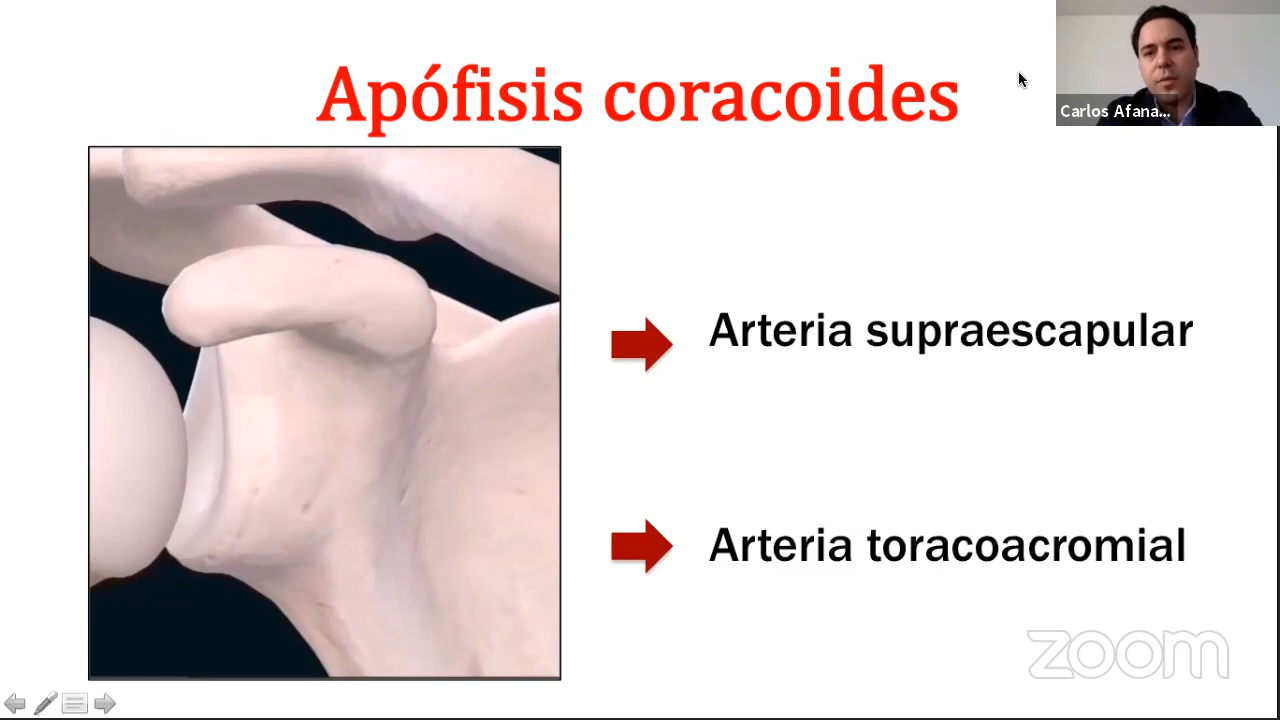 Apófisis coracoides
Carlos Afana...
Arteria supraescapular
Arteria toracoacromial
zoom